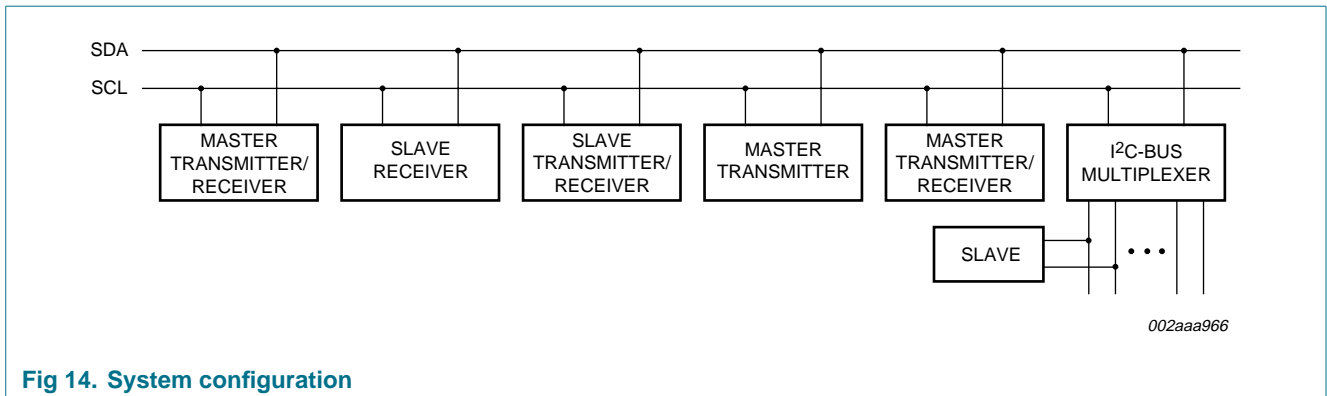 SDA
SCL
MASTER
TRANSMITTER/
RECEIVER
SLAVE
RECEIVER
SLAVE
TRANSMITTER/
RECEIVER
MASTER
TRANSMITTER
MASTER
TRANSMITTER/
RECEIVER
I²C-BUS
MULTIPLEXER
SLAVE
002aaa966
Fig 14. System configuration